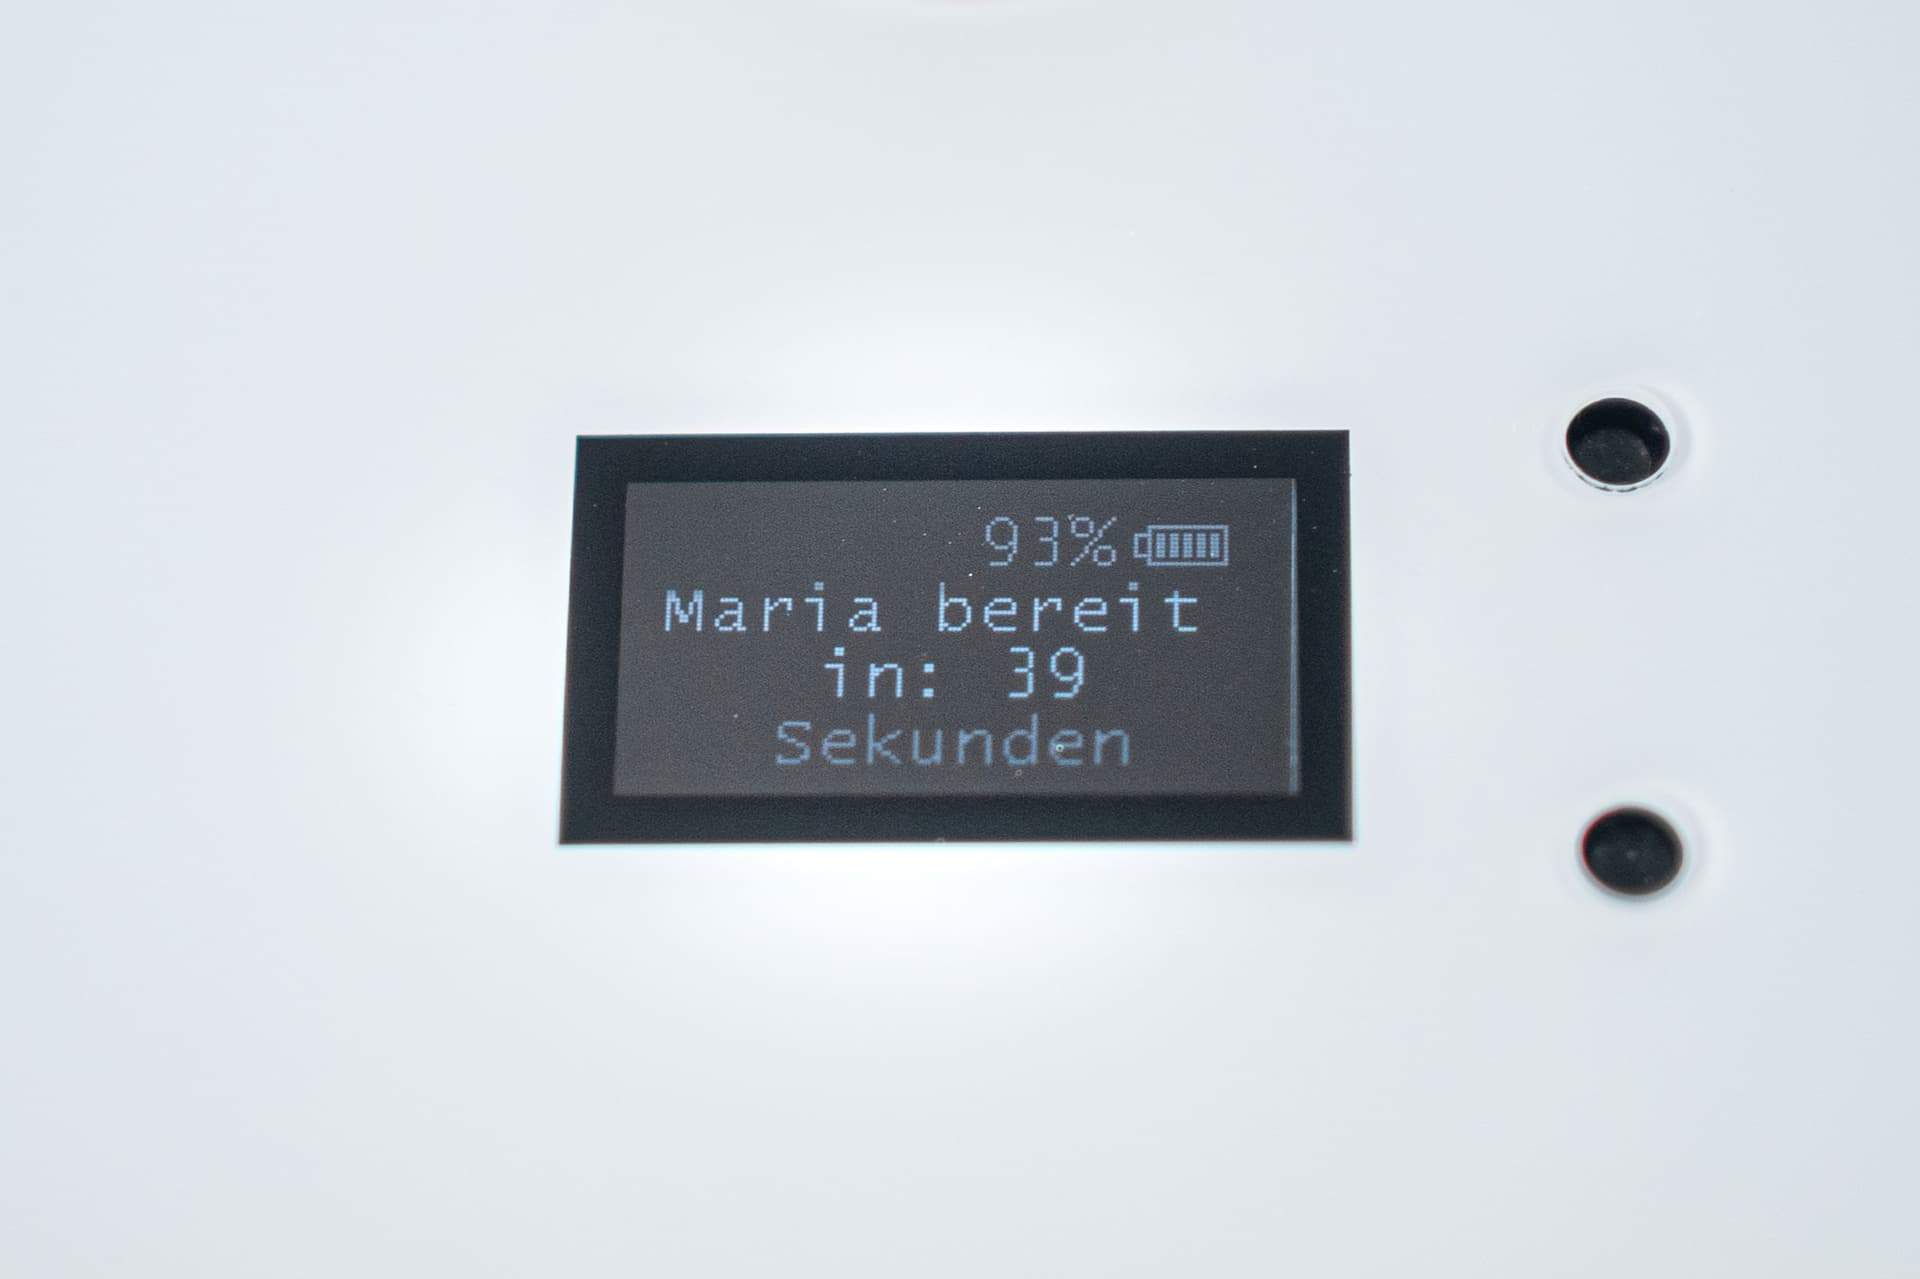 93%
Maria bereit
in: 39
Sekunden